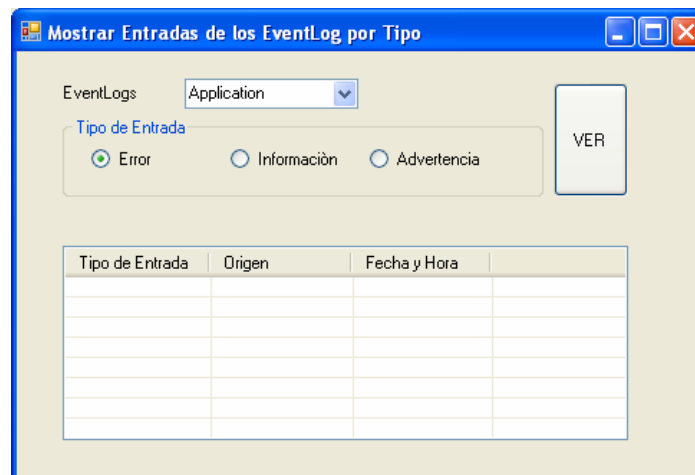 Mostrar Entradas de los EventLog por Tipo
EventLogs
Application
Tipo de Entrada
Error
Informaciòn
Advertencia
VER
Tipo de Entrada
Origen
Fecha y Hora